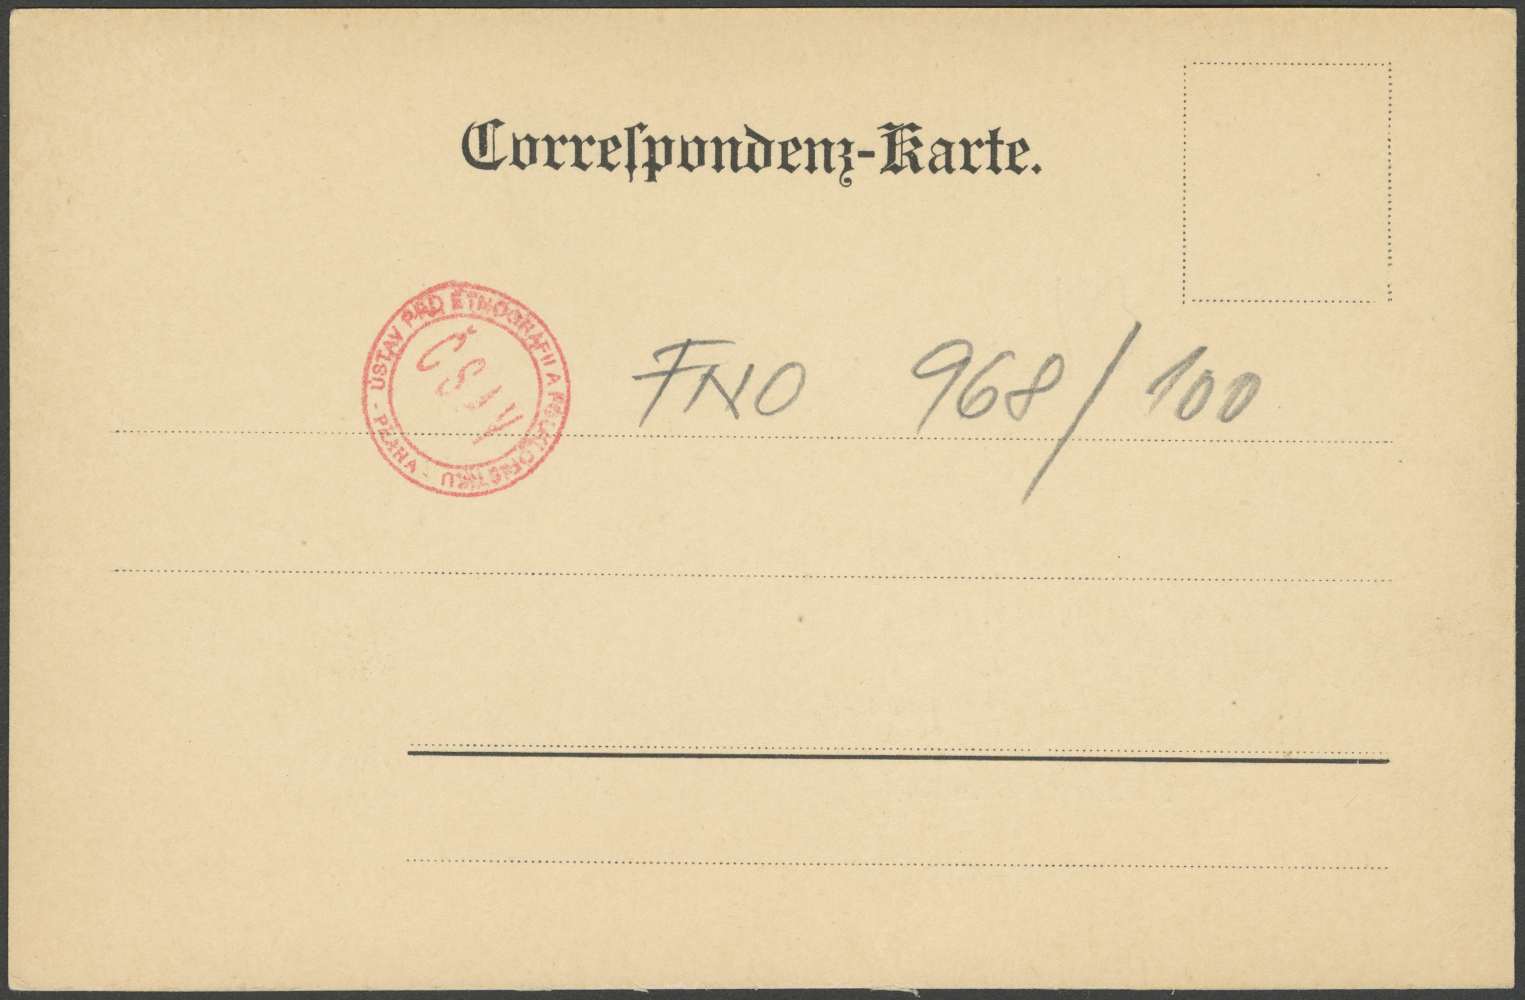 Correſpondenz-Karte.
ÚSTAV PRO ETNOGRAFII A FOLKLORISTIKU - PRAHA -
ČSAV
FNO 968/100